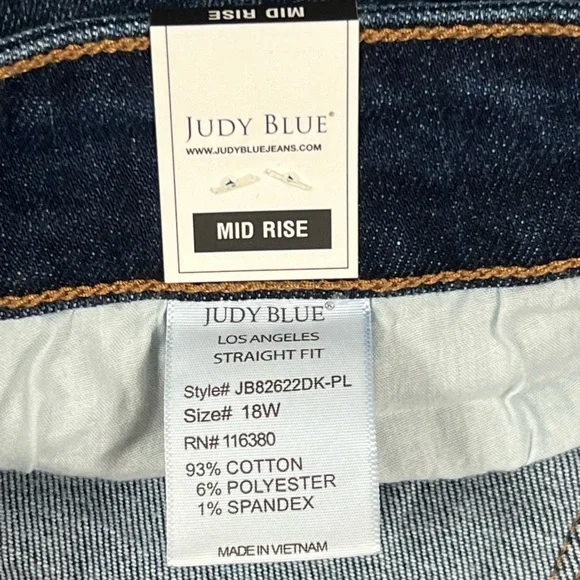 MID RISE
JUDY BLUE®
WWW.JUDYBLUEJEANS.COM
MID RISE
JUDY BLUE®
LOS ANGELES
STRAIGHT FIT
Style# JB82622DK-PL
Size# 18W
RN# 116380
93% COTTON
6% POLYESTER
1% SPANDEX
MADE IN VIETNAM